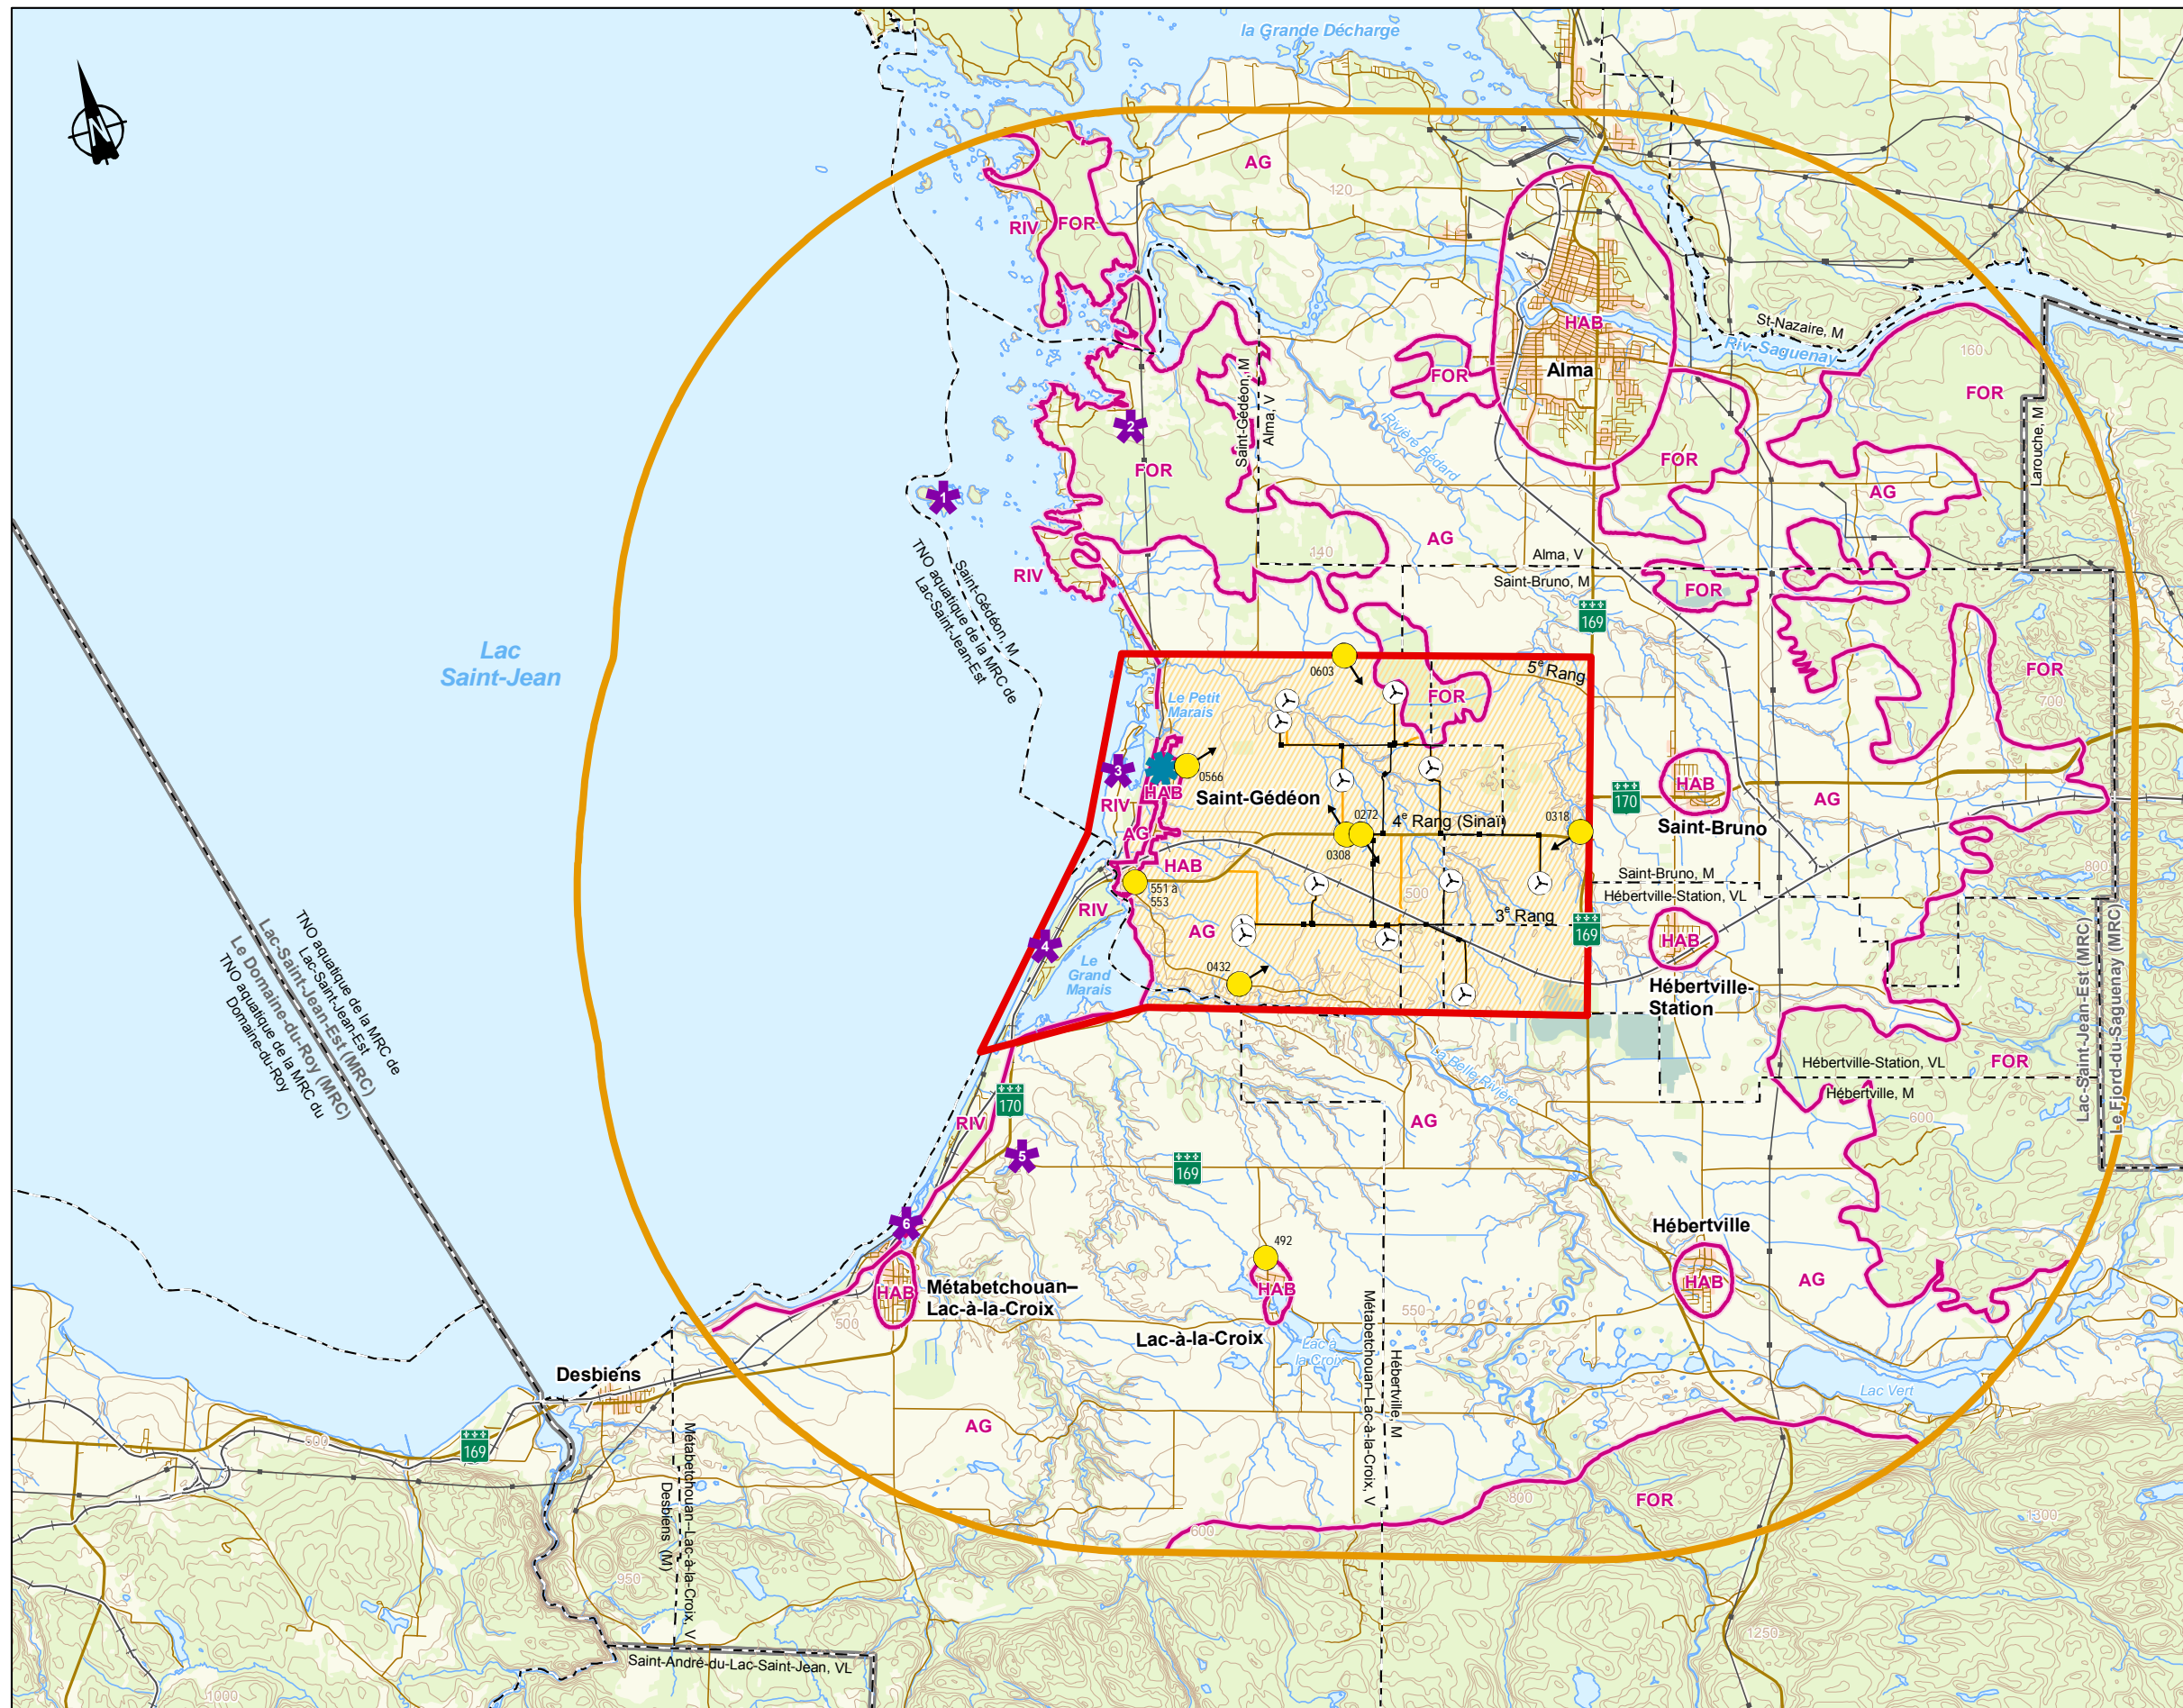 la Grande Décharge
N
AG
120
RIV
FOR
HAB
Alma
St-Nazaire, M
Riv. Saguenay
160
FOR
FOR
Larouche, M
Saint-Gédéon, M
Alma, V
Rivière Bédard
2
FOR
FOR
1
AG
AG
140
Alma, V
Saint-Bruno, M
RIV
FOR
169
Saint-Gédéon, M
TNO aquatique de la MRC de
Lac-Saint-Jean-Est
Lac
Saint-Jean
0603
5e Rang
FOR
FOR
700
Le Petit
Marais
3
0566
HAB
RIV
Saint-Gédéon
170
HAB
AG
Saint-Bruno
AG
0272
4e Rang (Sinaï)
0318
0308
HAB
800
551 à
553
500
Saint-Bruno, M
Hébertville-Station, VL
RIV
3e Rang
169
AG
HAB
4
Le
Grand
Marais
0432
Hébertville-
Station
TNO aquatique de la MRC de
Lac-Saint-Jean-Est
Lac-Saint-Jean-Est (MRC)
Le Domaine-du-Roy (MRC)
TNO aquatique de la MRC du
Domaine-du-Roy
Lac-Saint-Jean-Est (MRC)
Le Fjord-du-Saguenay (MRC)
La Belle Rivière
Hébertville-Station, VL
Hébertville, M
FOR
600
170
RIV
AG
5
169
6
492
Hébertville
HAB
Métabetchouan–
Lac-à-la-Croix
HAB
HAB
AG
500
550
Lac-à-la-Croix
Lac à
la Croix
Métabetchouan–Lac-à-la-Croix, V
Hébertville, M
Desbiens
Lac Vert
169
500
AG
Métabetchouan–Lac-à-la-Croix, V
Desbiens (M)
800
FOR
600
1300
950
1250
Saint-André-du-Lac-Saint-Jean, VL
1000